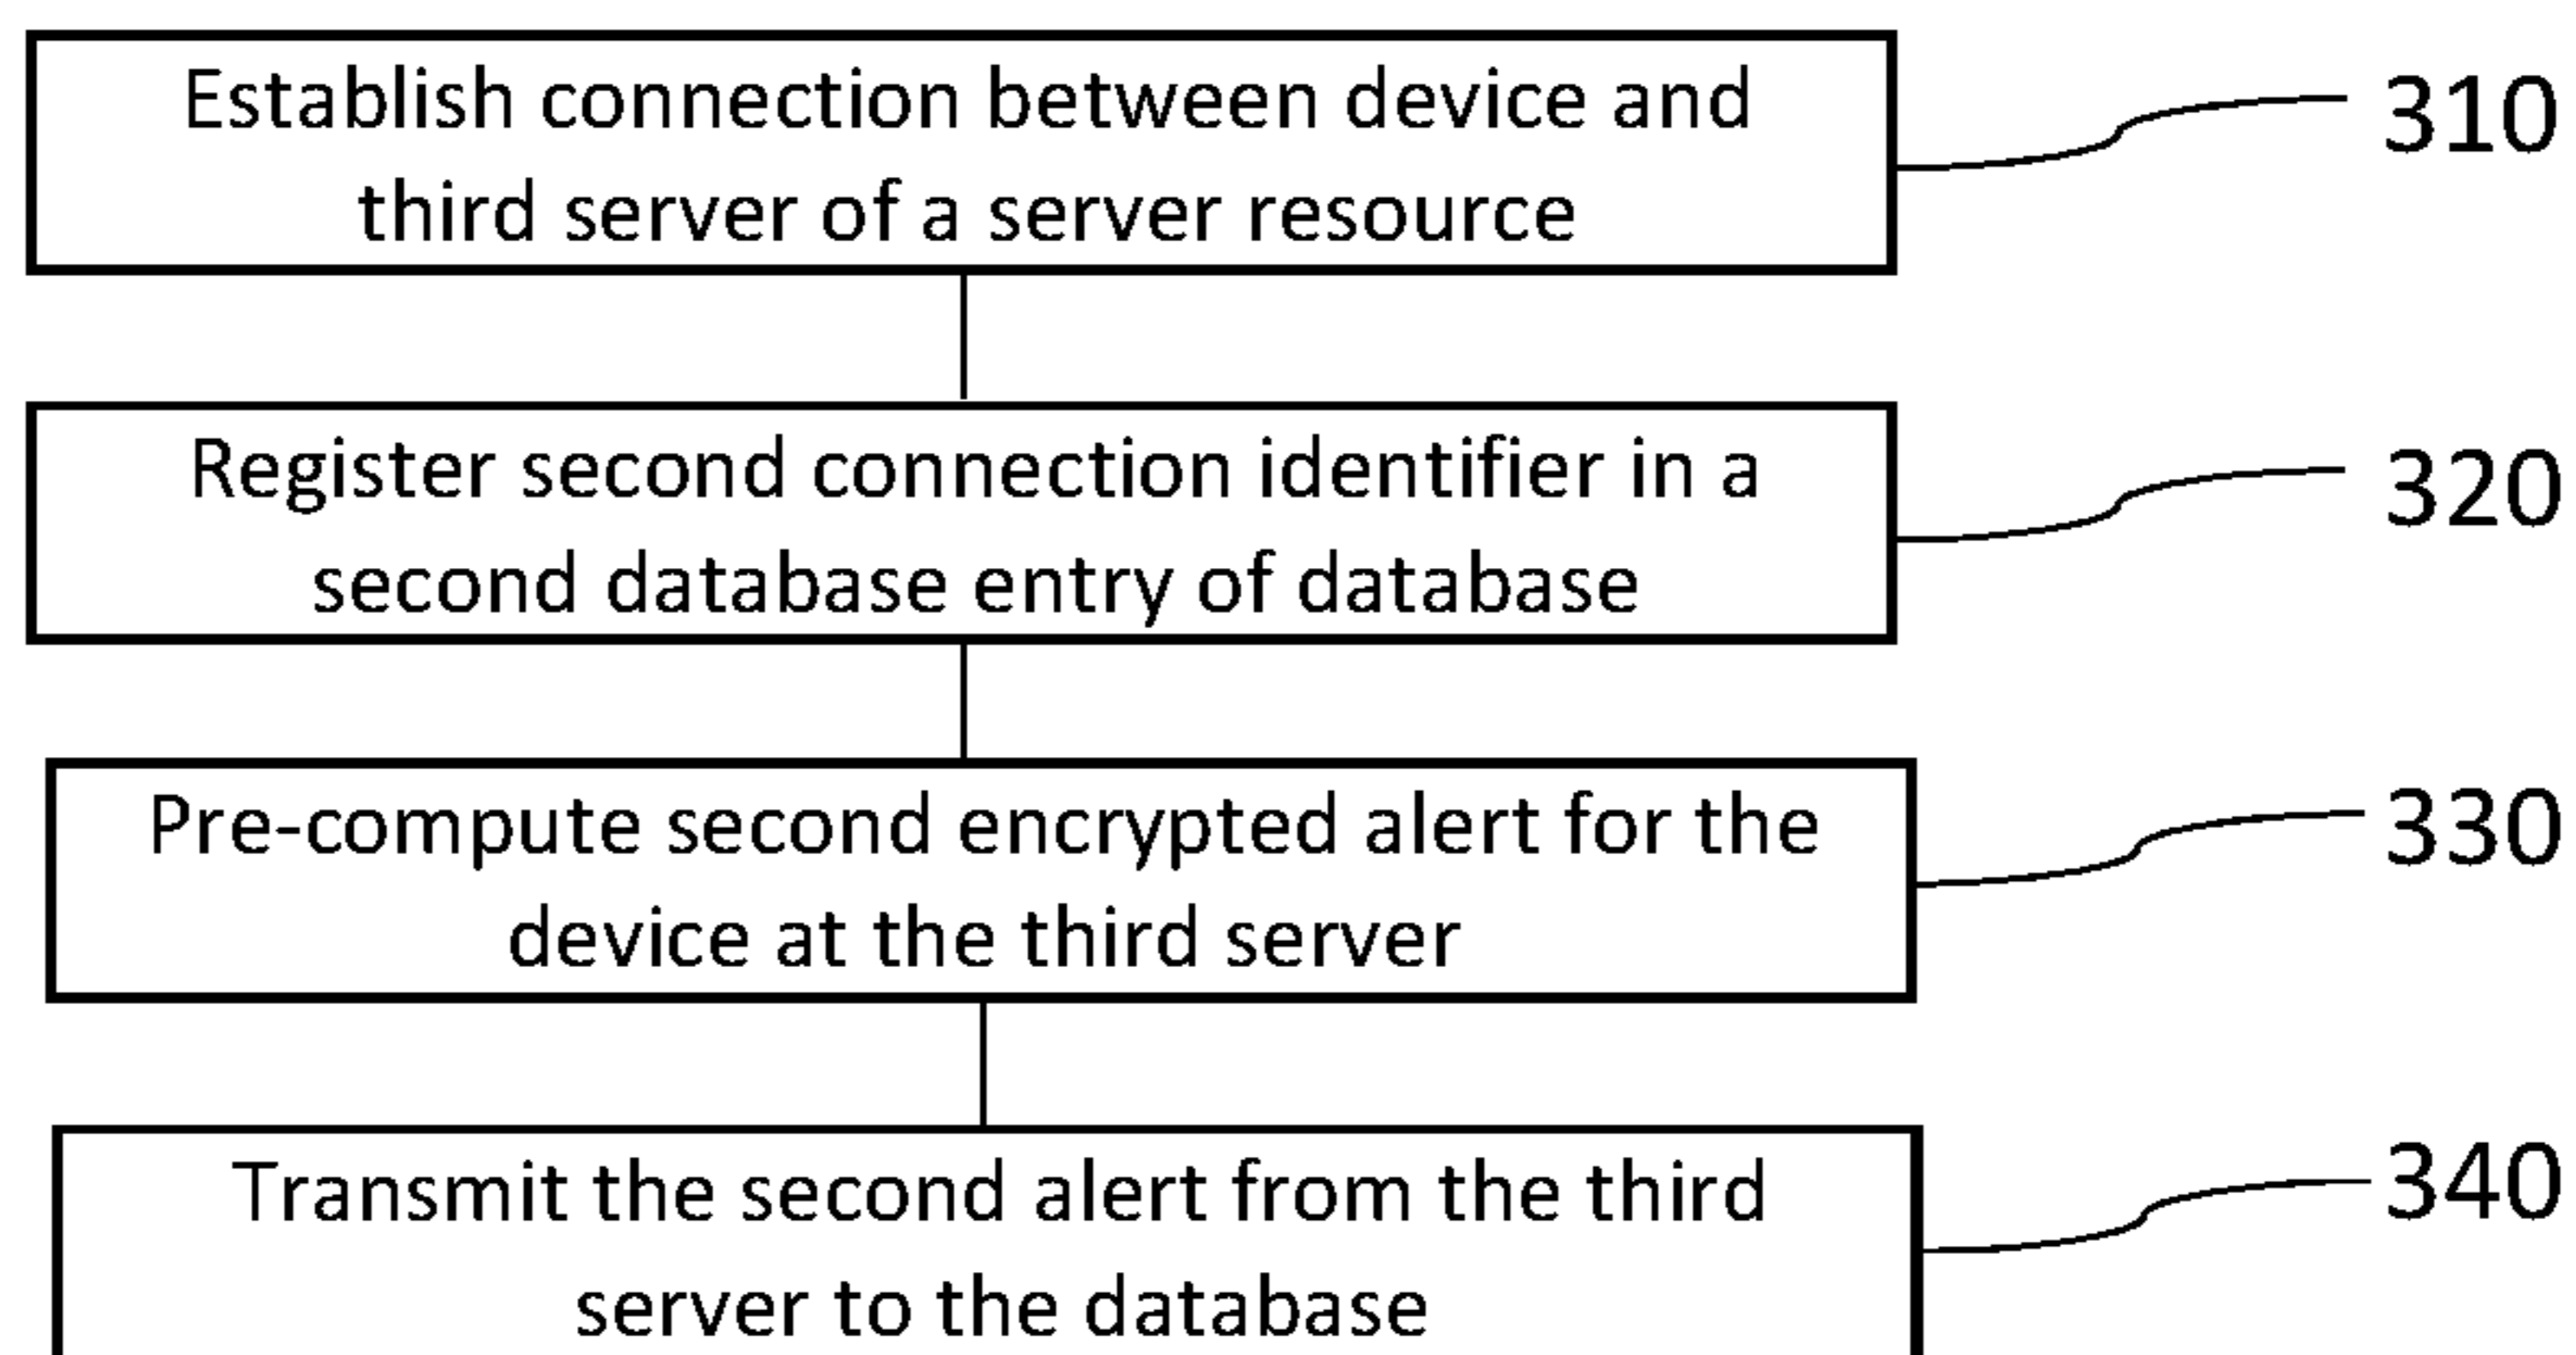 Establish connection between device and
third server of a server resource
310
Register second connection identifier in a
second database entry of database
320
Pre-compute second encrypted alert for the
device at the third server
330
Transmit the second alert from the third
server to the database
340